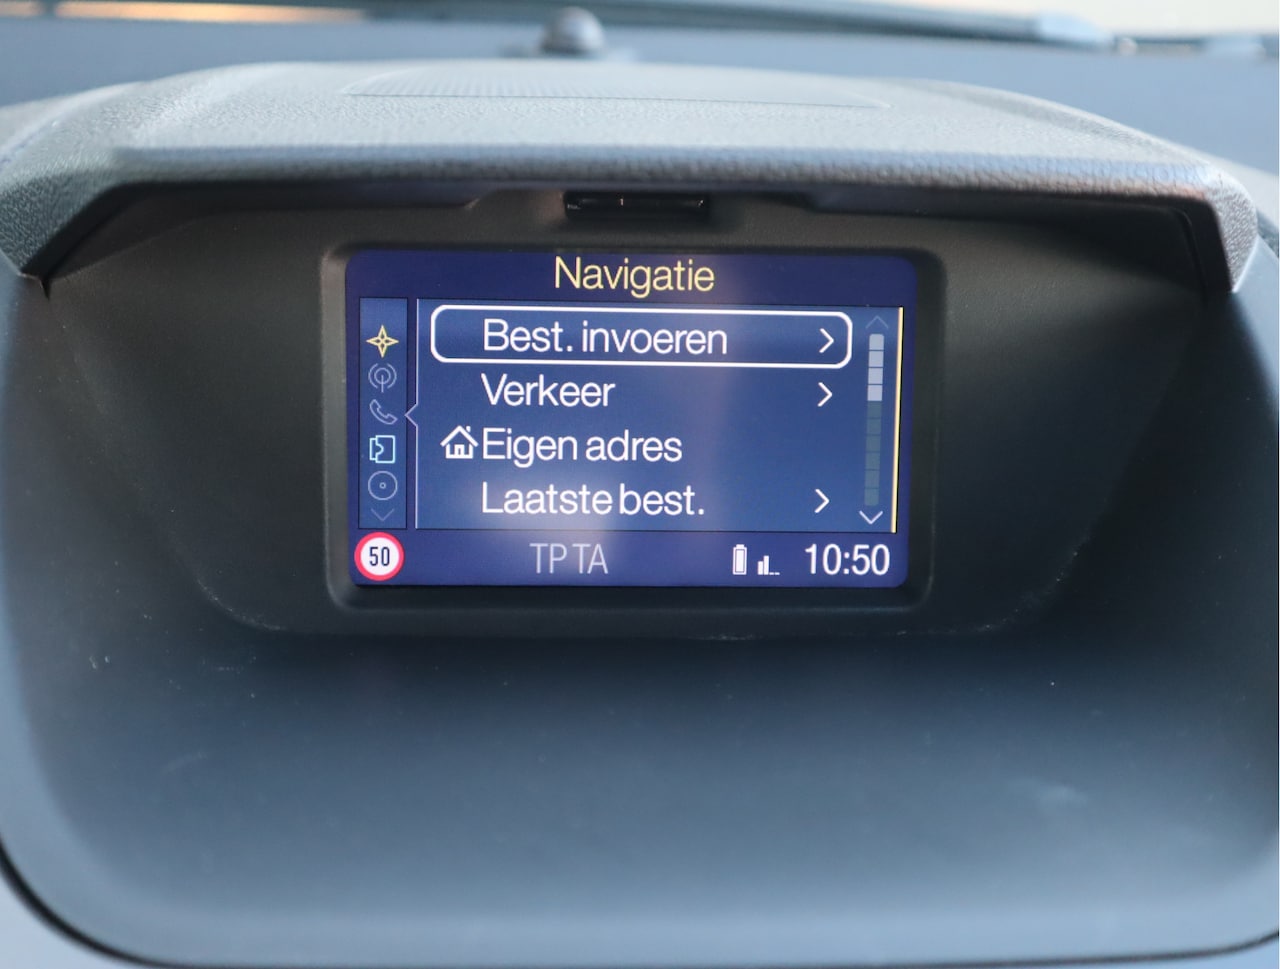 Navigatie
Best. invoeren
Verkeer
Eigen adres
Laatste best.
50 TP TA 10:50